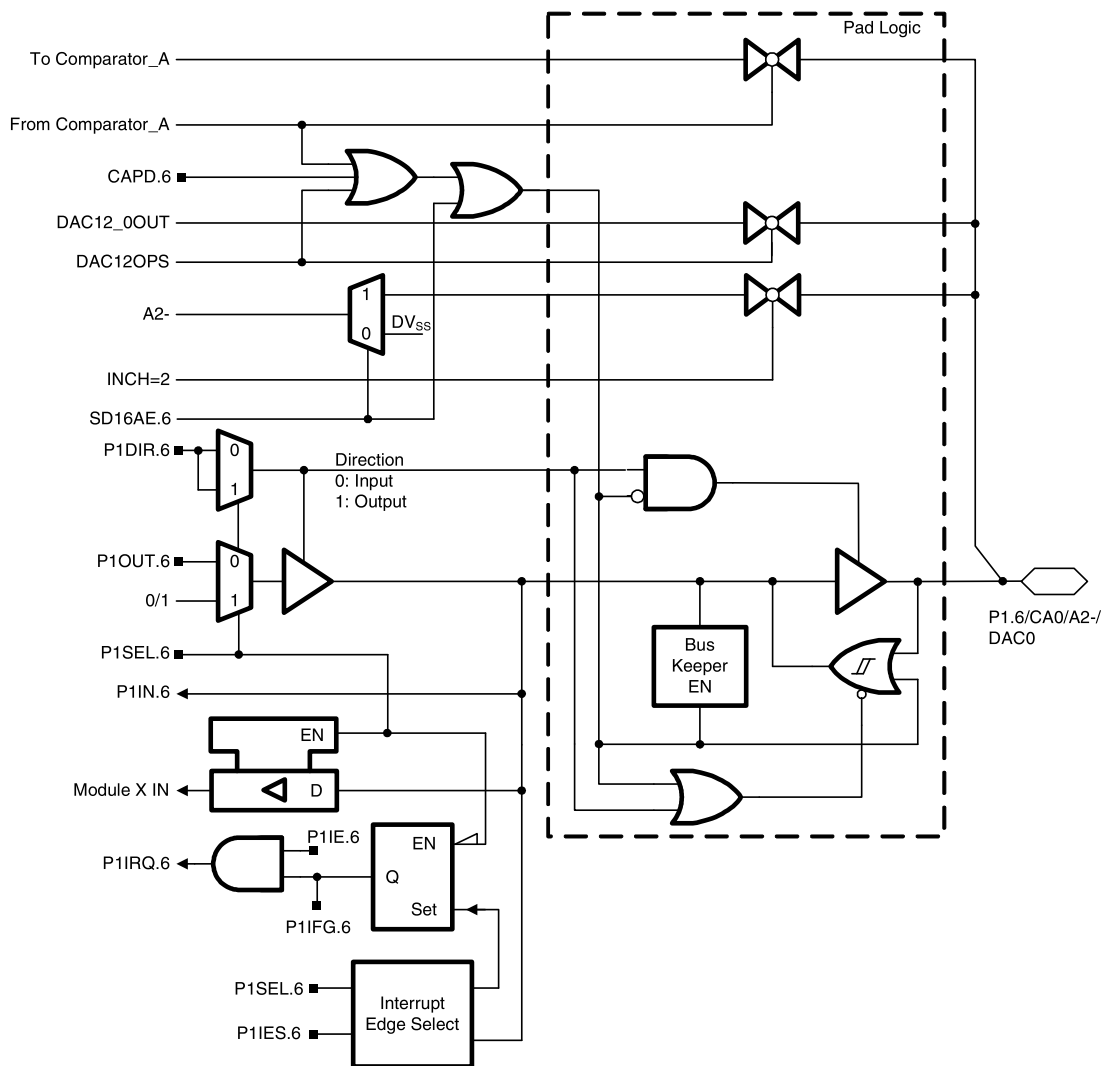 Pad Logic
To Comparator_A
From Comparator_A
CAPD.6
DAC12_0OUT
DAC12OPS
1
A2-
0
DVSS
INCH=2
SD16AE.6
P1DIR.6
0
1
Direction
0: Input
1: Output
P1OUT.6
0
0/1
1
P1.6/CA0/A2-/
DAC0
P1SEL.6
Bus
Keeper
EN
P1IN.6
EN
Module X IN
D
P1IE.6
P1IRQ.6
EN
Q
Set
P1IFG.6
P1SEL.6
P1IES.6
Interrupt
Edge Select